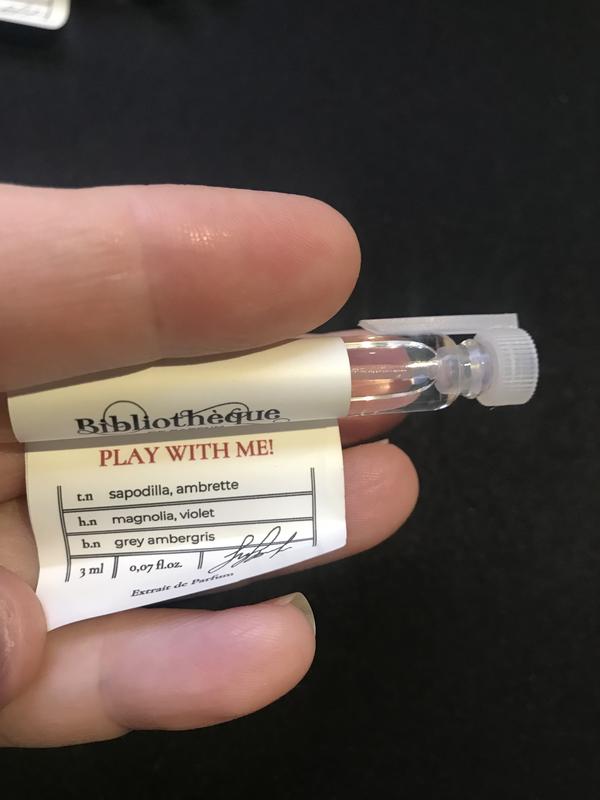 Bibliothèque
PLAY WITH ME!
t.n sapodilla, ambrette
h.n magnolia, violet
b.n grey ambergris
3 ml 0,07 fl.oz.
Extrait de Parfum